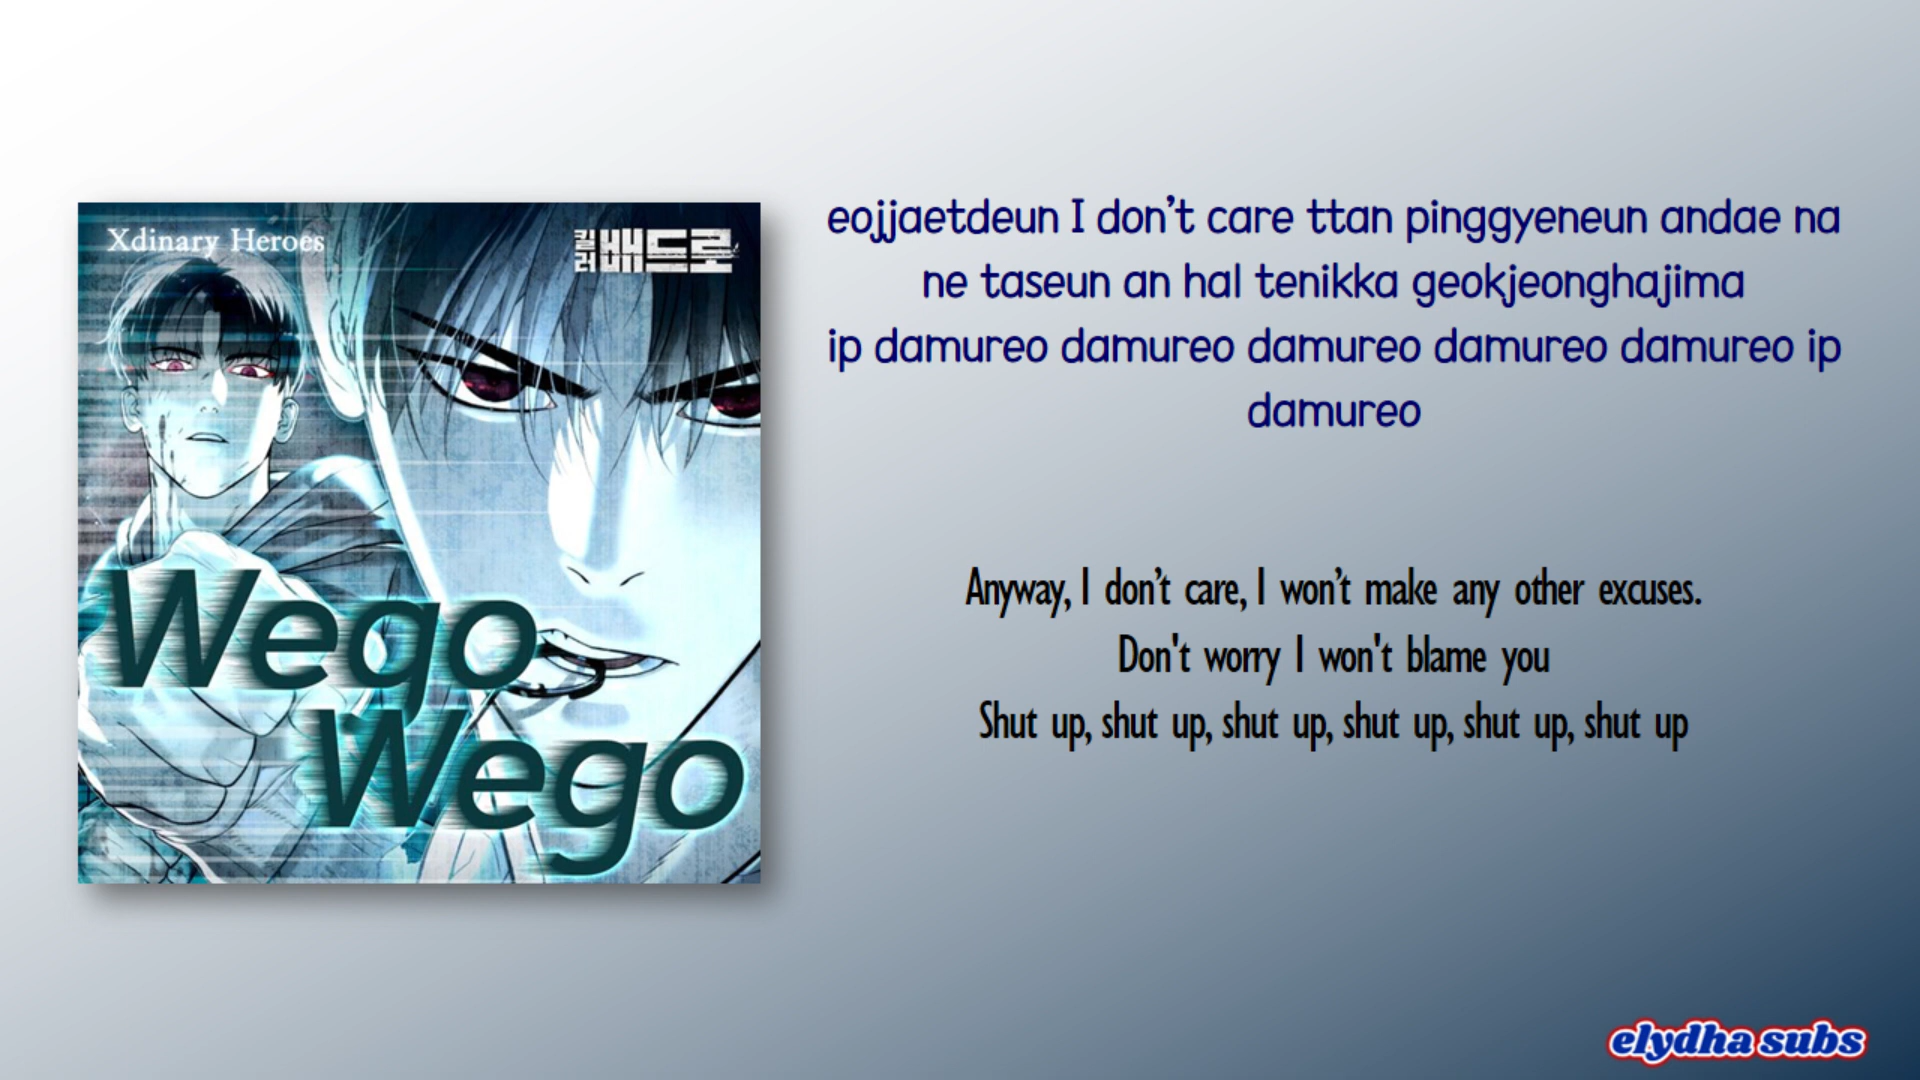 Xdinary Heroes
킬러 배드로
Wego
Wego
eojjaetdeun I don’t care ttan pinggyeneun andae na
ne taseun an hal tenikka geokjeonghajima
ip damureo damureo damureo damureo damureo ip
damureo
Anyway, I don’t care, I won’t make any other excuses.
Don't worry I won't blame you
Shut up, shut up, shut up, shut up, shut up, shut up
elydha subs